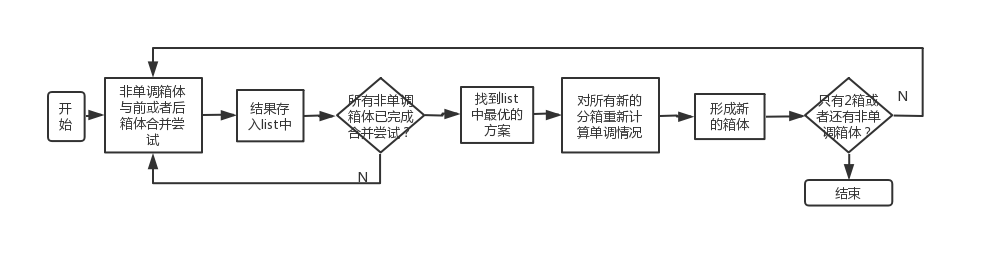 开
始
非单调箱体
与前或者后
箱体合并尝
试
结果存
入list中
所有非单调
箱体已完成
合并尝试？
N
找到list
中最优的
方案
对所有新的
分箱重新计
算单调情况
形成新
的箱体
只有2箱或
者还有非单
调箱体？
N
结束